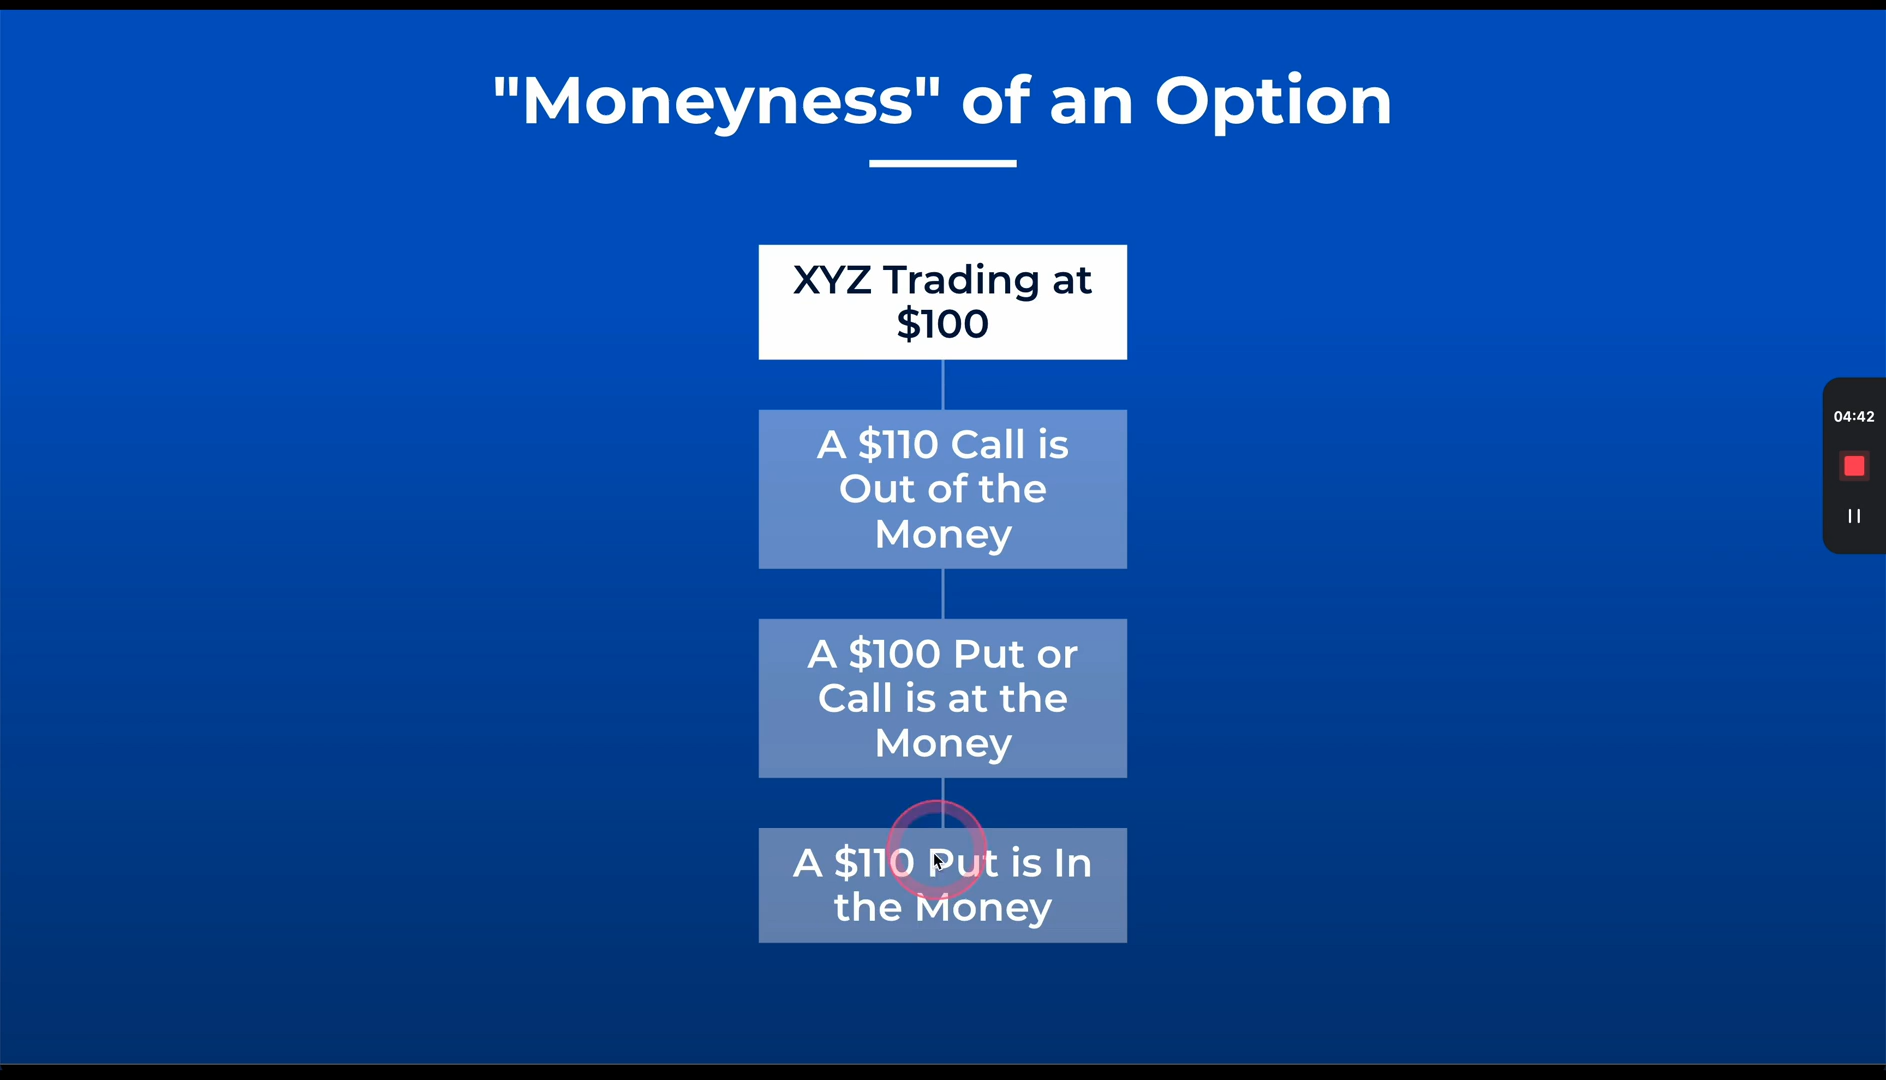 "Moneyness" of an Option
XYZ Trading at
$100
A $110 Call is
Out of the
Money
A $100 Put or
Call is at the
Money
A $110 Put is In
the Money
04:42